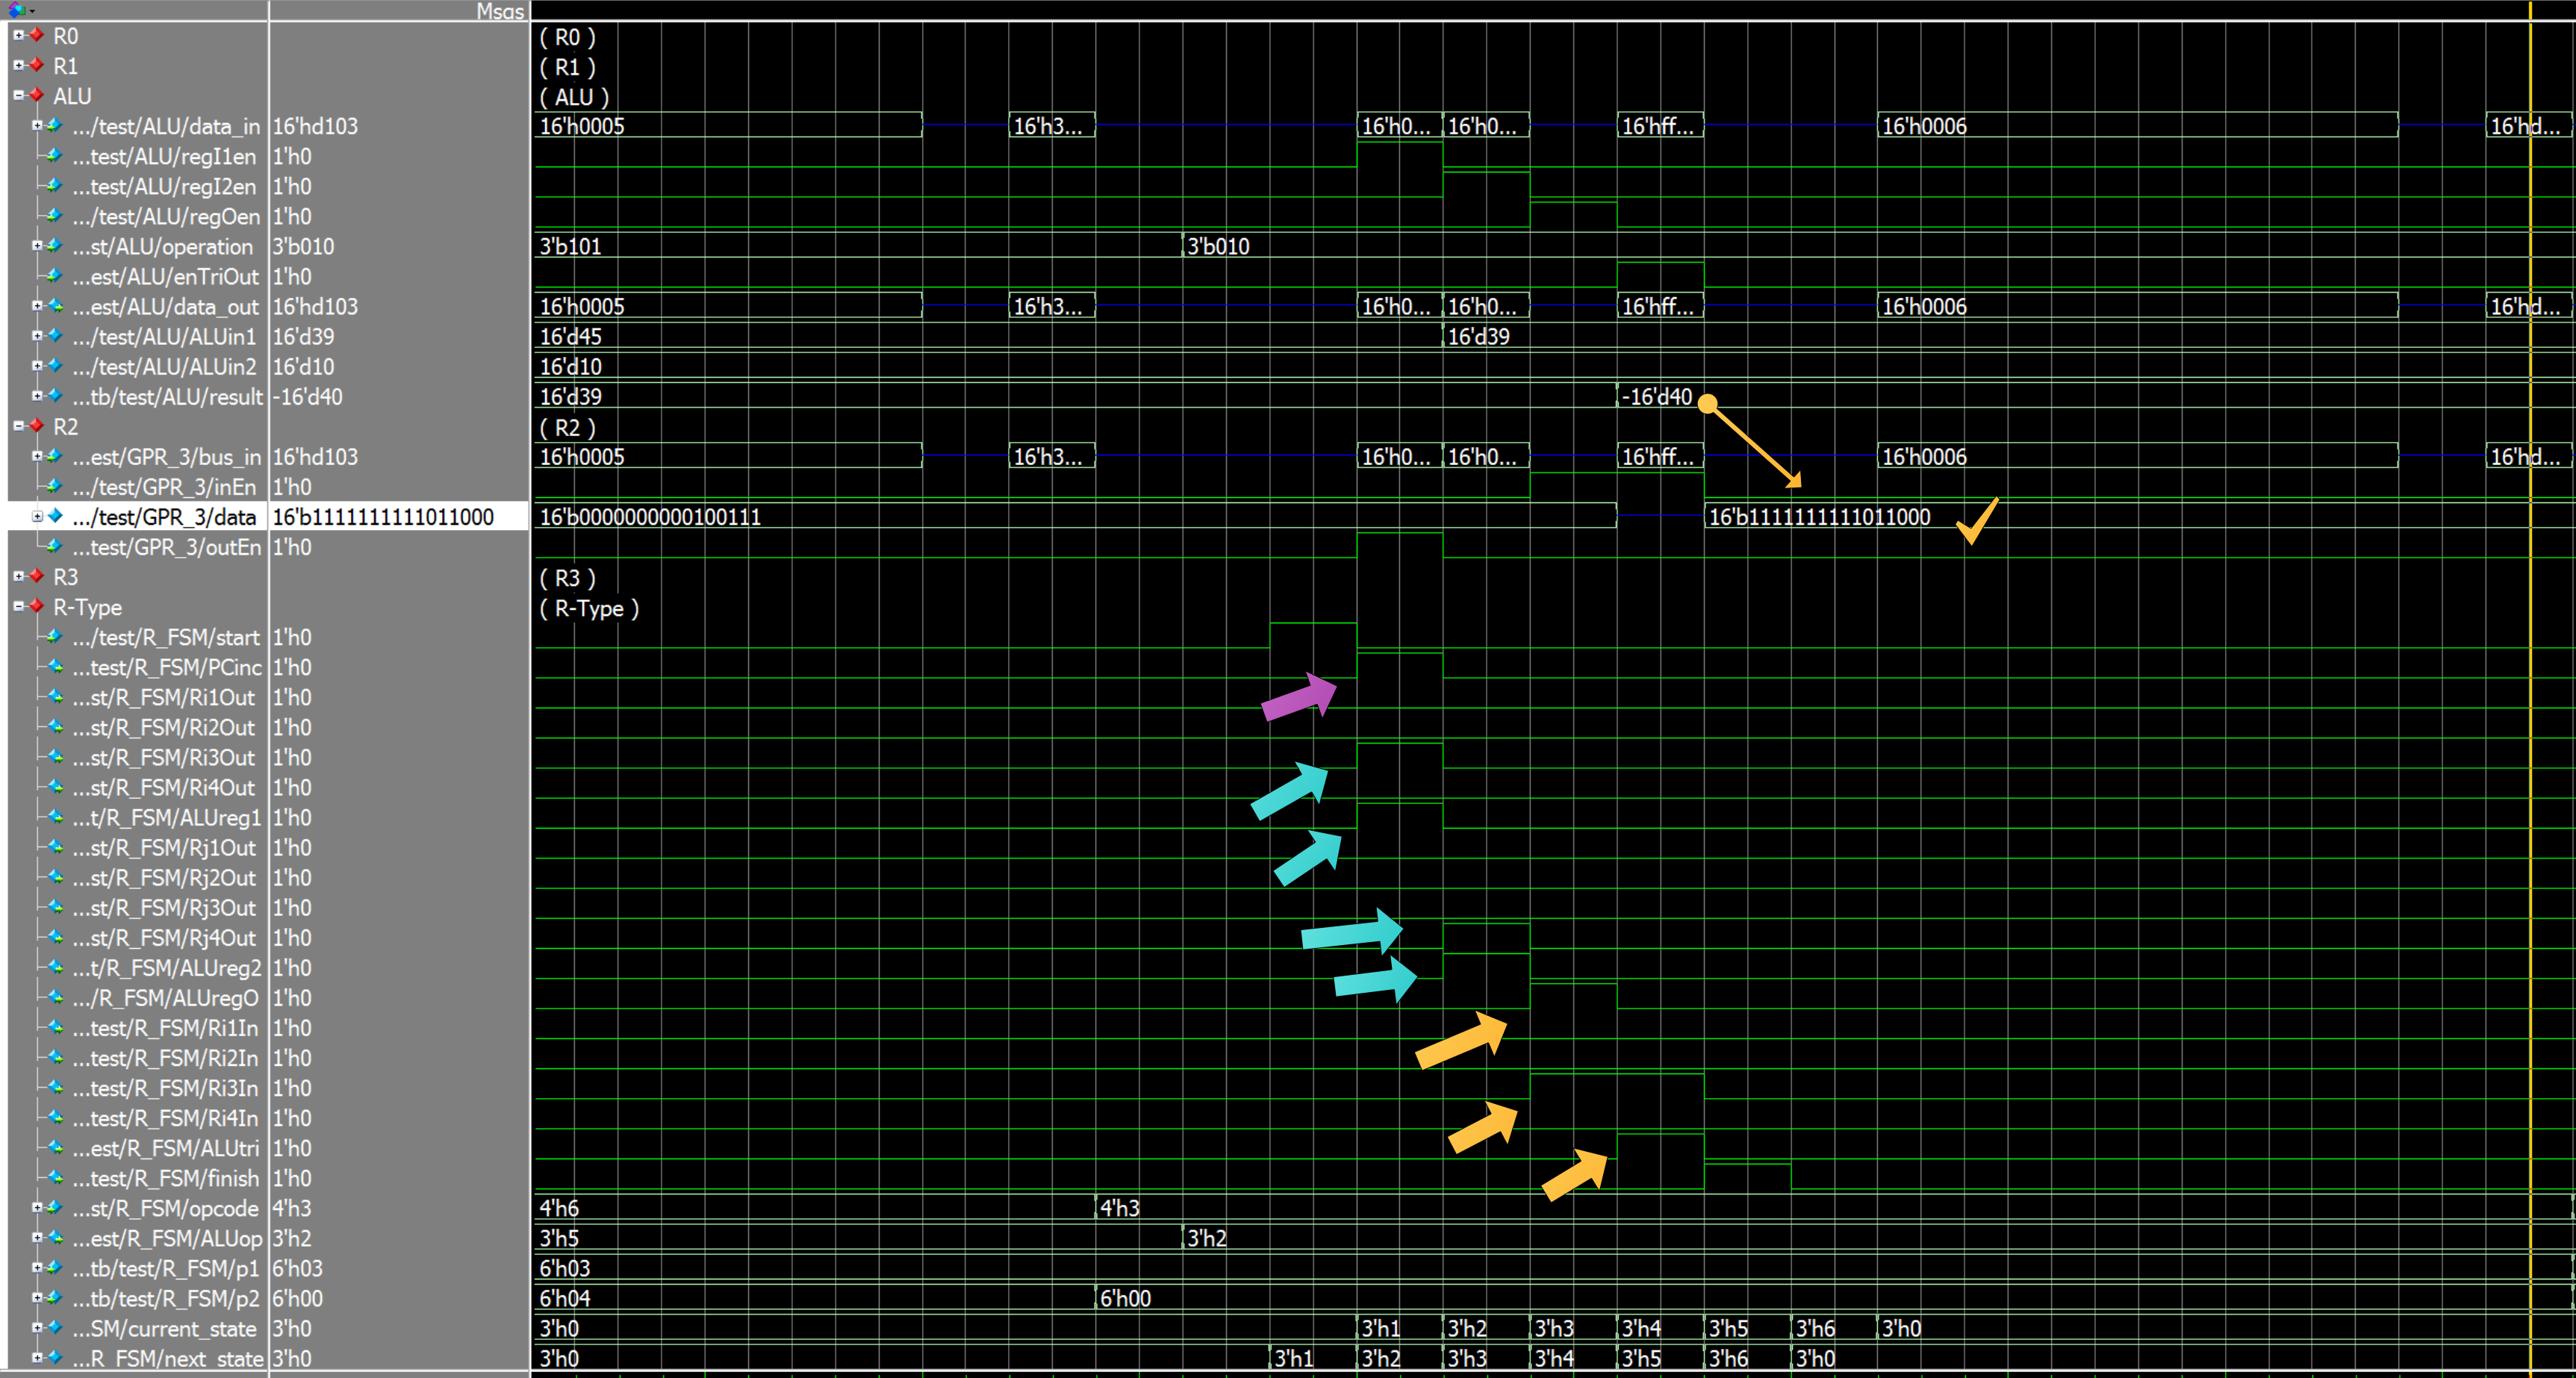 Msgs
R0 ( R0 )
R1 ( R1 )
ALU ( ALU )
.../test/ALU/data_in 16'hd103 16'h0005 16'h3... 16'h0... 16'h0... 16'hff... 16'h0006 16'hd...
...test/ALU/regI1en 1'h0
...test/ALU/regI2en 1'h0
.../test/ALU/regOen 1'h0
...st/ALU/operation 3'b010 3'b101 3'b010
...est/ALU/enTriOut 1'h0
...est/ALU/data_out 16'hd103 16'h0005 16'h3... 16'h0... 16'h0... 16'hff... 16'h0006 16'hd...
.../test/ALU/ALUin1 16'd39 16'd45 16'd39
.../test/ALU/ALUin2 16'd10 16'd10
...tb/test/ALU/result -16'd40 16'd39 -16'd40
R2 ( R2 )
...est/GPR_3/bus_in 16'hd103 16'h0005 16'h3... 16'h0... 16'h0... 16'hff... 16'h0006 16'hd...
.../test/GPR_3/inEn 1'h0
.../test/GPR_3/data 16'b1111111111011000 16'b0000000000100111 16'b1111111111011000
...test/GPR_3/outEn 1'h0
R3 ( R3 )
R-Type ( R-Type )
.../test/R_FSM/start 1'h0
...test/R_FSM/PCinc 1'h0
...st/R_FSM/Ri1Out 1'h0
...st/R_FSM/Ri2Out 1'h0
...st/R_FSM/Ri3Out 1'h0
...st/R_FSM/Ri4Out 1'h0
...t/R_FSM/ALUreg1 1'h0
...st/R_FSM/Rj1Out 1'h0
...st/R_FSM/Rj2Out 1'h0
...st/R_FSM/Rj3Out 1'h0
...st/R_FSM/Rj4Out 1'h0
...t/R_FSM/ALUreg2 1'h0
.../R_FSM/ALUregO 1'h0
...test/R_FSM/Ri1In 1'h0
...test/R_FSM/Ri2In 1'h0
...test/R_FSM/Ri3In 1'h0
...test/R_FSM/Ri4In 1'h0
...est/R_FSM/ALUtri 1'h0
...test/R_FSM/finish 1'h0
...st/R_FSM/opcode 4'h3 4'h6 4'h3
...est/R_FSM/ALUop 3'h2 3'h5 3'h2
...tb/test/R_FSM/p1 6'h03 6'h03
...tb/test/R_FSM/p2 6'h00 6'h04 6'h00
...SM/current_state 3'h0 3'h0 3'h1 3'h2 3'h3 3'h4 3'h5 3'h6 3'h0
...R_FSM/next_state 3'h0 3'h0 3'h1 3'h2 3'h3 3'h4 3'h5 3'h6 3'h0